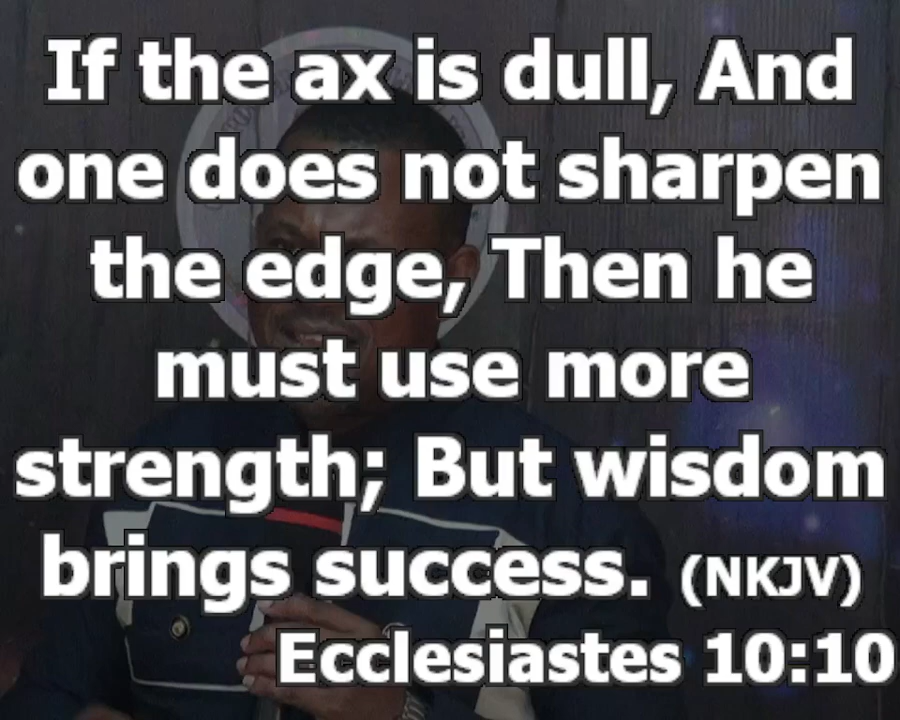 If the ax is dull, And
one does not sharpen
the edge, Then he
must use more
strength; But wisdom
brings success. (NKJV)
Ecclesiastes 10:10